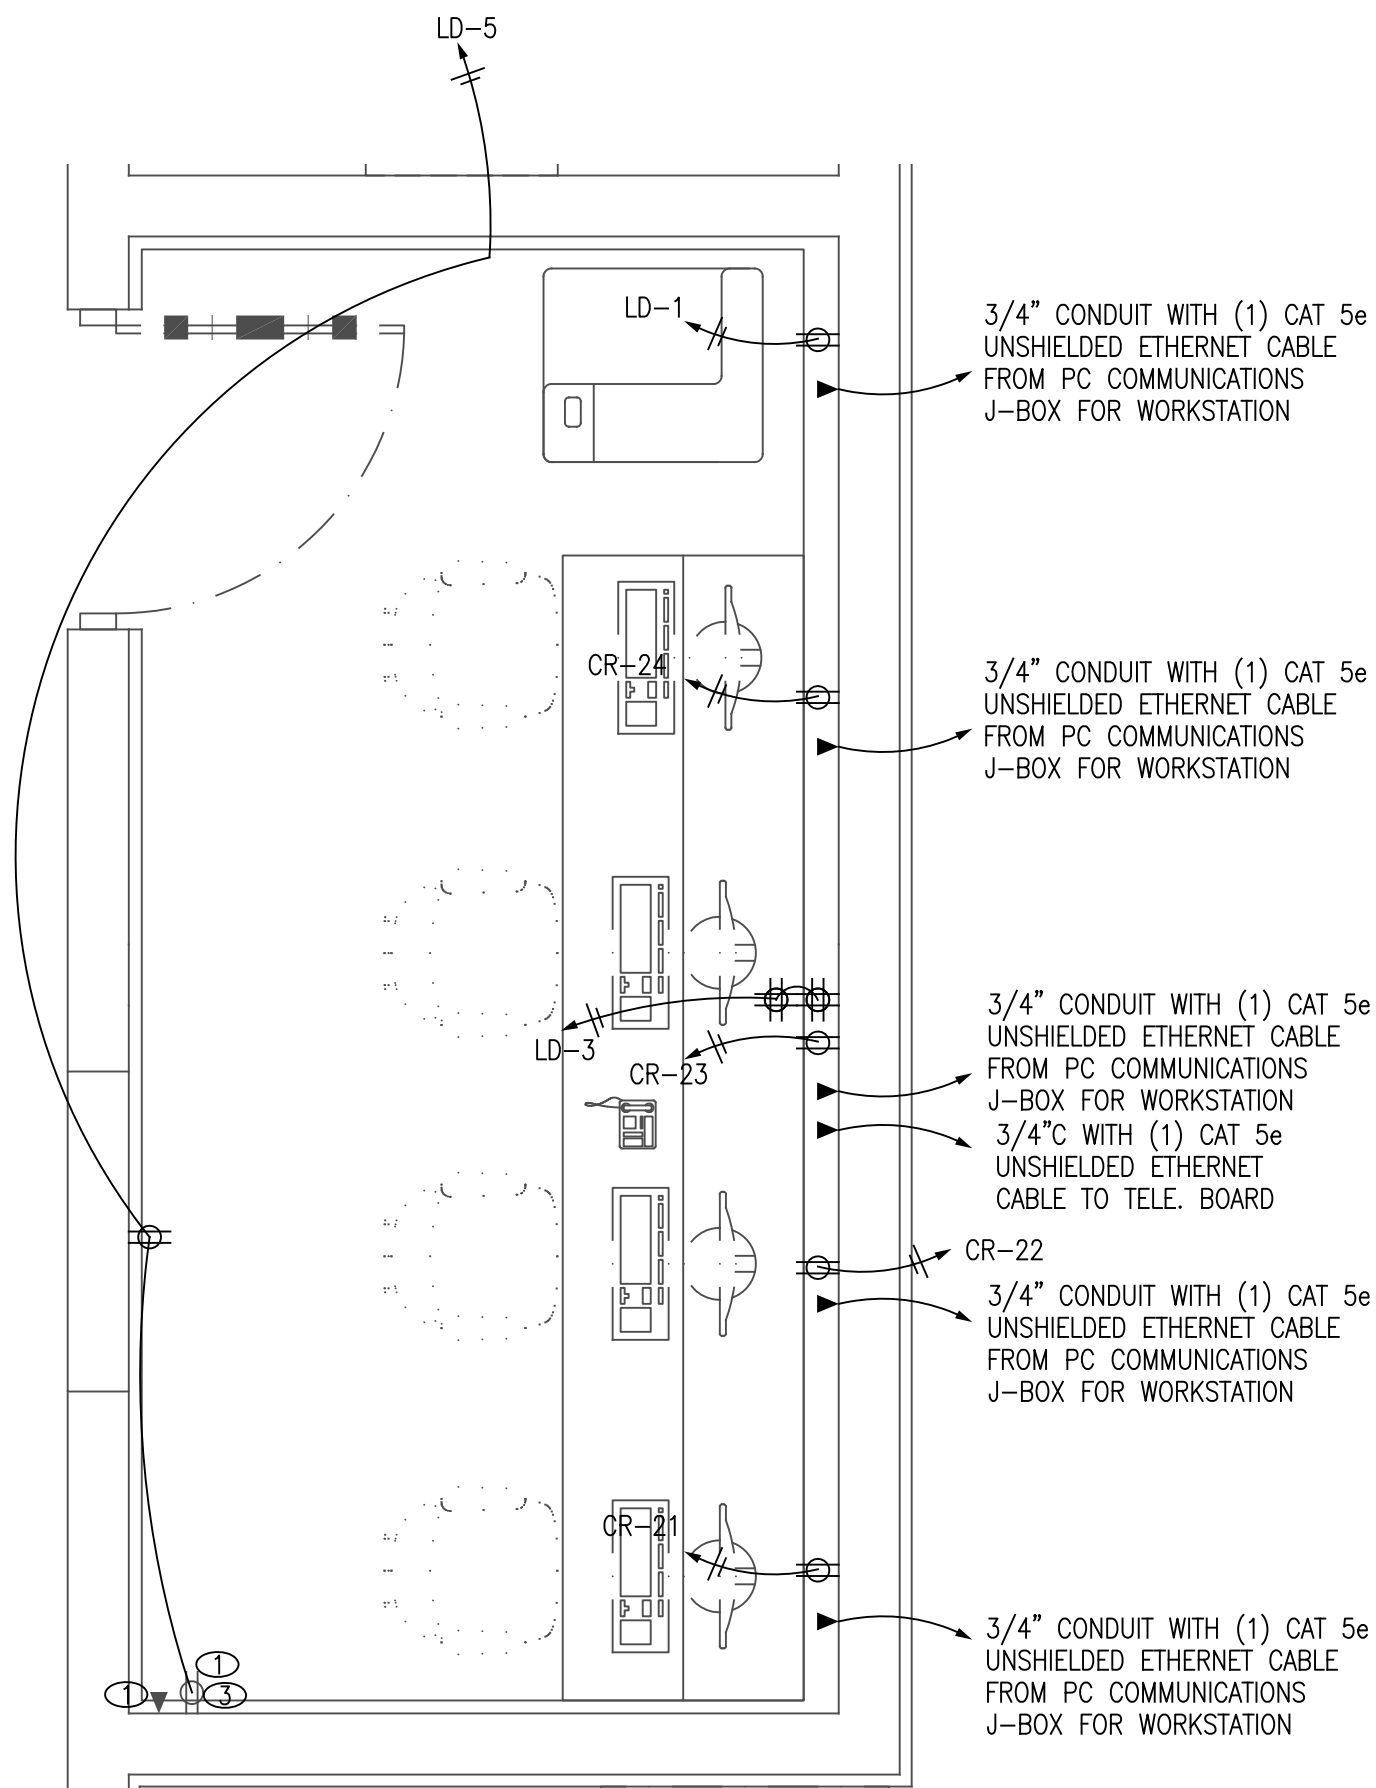 LD-5
LD-1
3/4" CONDUIT WITH (1) CAT 5e
UNSHIELDED ETHERNET CABLE
FROM PC COMMUNICATIONS
J-BOX FOR WORKSTATION
CR-24
3/4" CONDUIT WITH (1) CAT 5e
UNSHIELDED ETHERNET CABLE
FROM PC COMMUNICATIONS
J-BOX FOR WORKSTATION
LD-3
CR-23
3/4" CONDUIT WITH (1) CAT 5e
UNSHIELDED ETHERNET CABLE
FROM PC COMMUNICATIONS
J-BOX FOR WORKSTATION
3/4"C WITH (1) CAT 5e
UNSHIELDED ETHERNET
CABLE TO TELE. BOARD
CR-22
3/4" CONDUIT WITH (1) CAT 5e
UNSHIELDED ETHERNET CABLE
FROM PC COMMUNICATIONS
J-BOX FOR WORKSTATION
CR-21
3/4" CONDUIT WITH (1) CAT 5e
UNSHIELDED ETHERNET CABLE
FROM PC COMMUNICATIONS
J-BOX FOR WORKSTATION
1
1
3